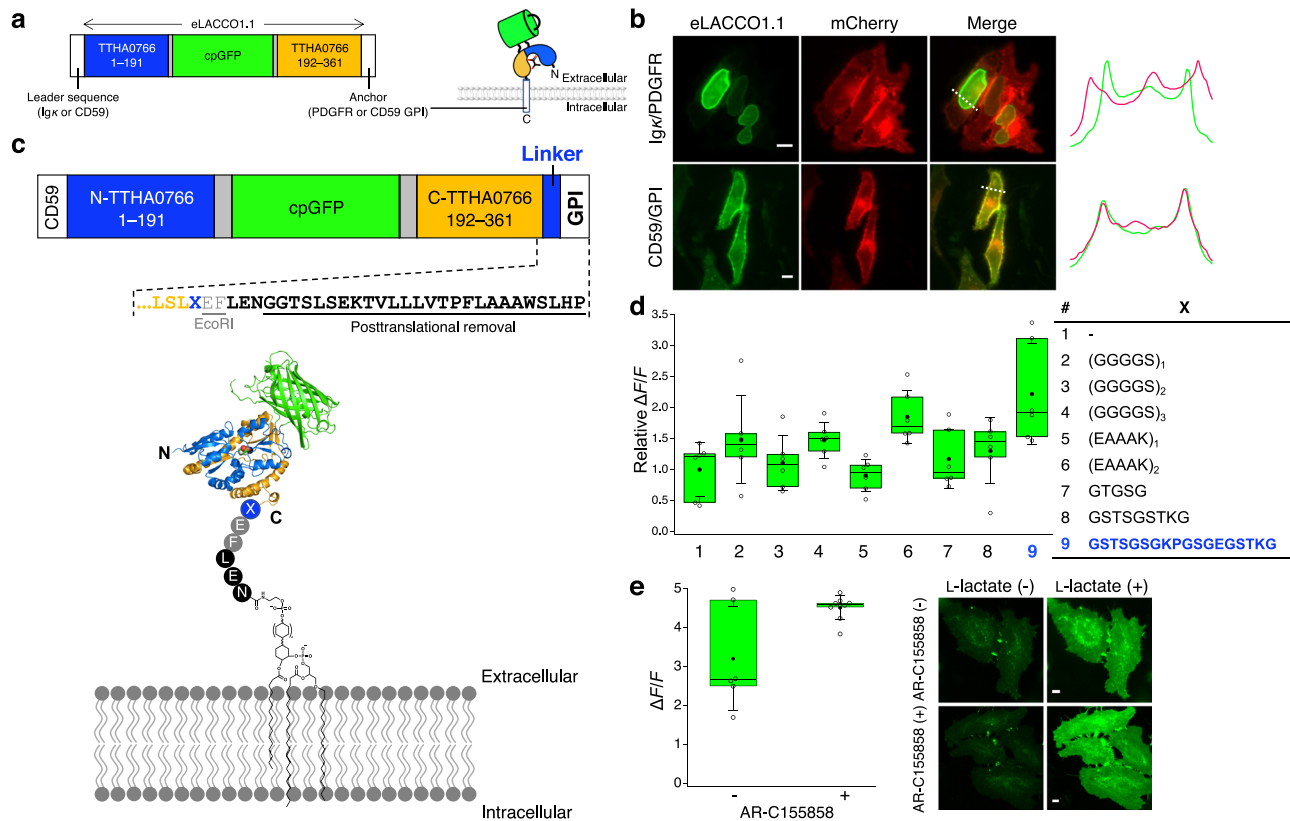 a
eLACCO1.1
TTHA0766
1–191
cpGFP
TTHA0766
192–361
Leader sequence
(Igκ or CD59)
Anchor
(PDGFR or CD59 GPI)
N
Extracellular
Intracellular
C
b
eLACCO1.1
mCherry
Merge
Igκ/PDGFR
CD59/GPI
c
Linker
CD59
N-TTHA0766
1–191
cpGFP
C-TTHA0766
192–361
GPI
...LSLXEFLENGGTSLSEKTVLLLVTPFLAAAWSLHP
EcoRI
Posttranslational removal
N
C
X
E
F
L
E
N
Extracellular
Intracellular
d
Relative ΔF/F
3.5
3.0
2.5
2.0
1.5
1.0
0.5
0.0
1 2 3 4 5 6 7 8 9
# X
1 -
2 (GGGGS)1
3 (GGGGS)2
4 (GGGGS)3
5 (EAAAK)1
6 (EAAAK)2
7 GTGSG
8 GSTSGSTKG
9 GSTSGSGKPGSGEGSTKG
e
ΔF/F
5
4
3
2
1
0
- +
AR-C155858
L-lactate (-) L-lactate (+)
AR-C155858 (-)
AR-C155858 (+)